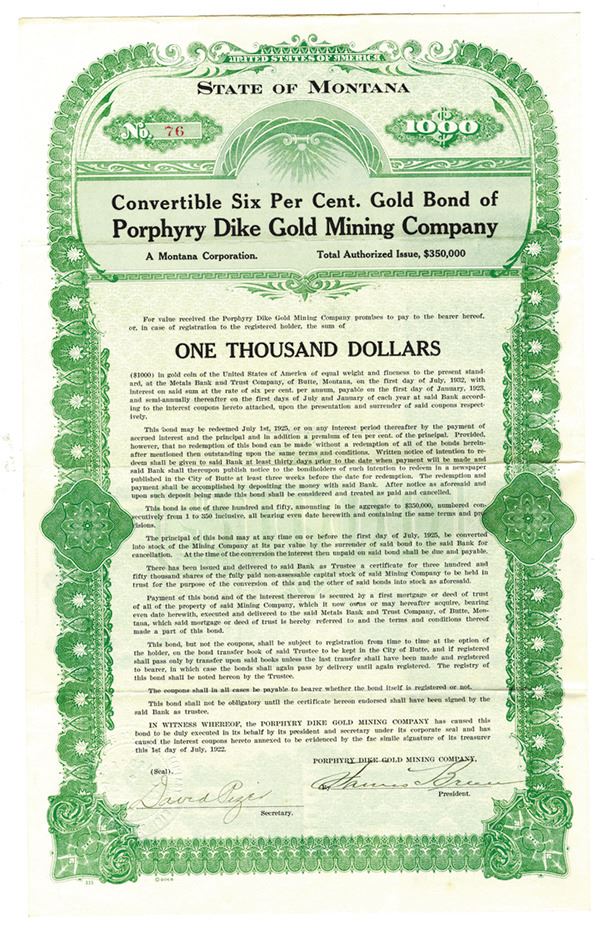 UNITED STATES OF AMERICA
STATE OF MONTANA
No. 76
$1000
Convertible Six Per Cent. Gold Bond of
Porphyry Dike Gold Mining Company
A Montana Corporation. Total Authorized Issue, $350,000
For value received the Porphyry Dike Gold Mining Company promises to pay to the bearer hereof,
or, in case of registration to the registered holder, the sum of
ONE THOUSAND DOLLARS
($1000) in gold coin of the United States of America of equal weight and fineness to the present stand-
ard, at the Metals Bank and Trust Company, of Butte, Montana, on the first day of July, 1932, with
interest on said sum at the rate of six per cent. per annum, payable on the first day of January, 1923,
and semi-annually thereafter on the first days of July and January of each year at said Bank accord-
ing to the interest coupons hereto attached, upon the presentation and surrender of said coupons respect-
ively.
This bond may be redeemed July 1st, 1925, or on any interest period thereafter by the payment of
accrued interest and the principal and in addition a premium of ten per cent. of the principal. Provided,
however, that no redemption of this bond can be made without a redemption of all of the bonds herein-
after mentioned then outstanding upon the same terms and conditions. Written notice of intention to re-
deem shall be given to said Bank at least thirty days prior to the date when payment will be made and
said Bank shall thereupon publish notice to the bondholders of such intention to redeem in a newspaper
published in the City of Butte at least three weeks before the date for redemption. The redemption and
payment shall be accomplished by depositing the money with said Bank. After notice as aforesaid and
upon such deposit being made this bond shall be considered and treated as paid and cancelled.
This bond is one of three hundred and fifty, amounting in the aggregate to $350,000, numbered con-
secutively from 1 to 350 inclusive, all bearing even date herewith and containing the same terms and pro
visions.
The principal of this bond may at any time on or before the first day of July, 1925, be converted
into stock of the Mining Company at its par value by the surrender of said bond to the said Bank for
cancellation. At the time of the conversion the interest then unpaid on said bond shall be due and payable.
There has been issued and delivered to said Bank as Trustee a certificate for three hundred and
fifty thousand shares of the fully paid non-assessable capital stock of said Mining Company to be held in
trust for the purpose of the conversion of this and the other of said bonds into stock as aforesaid.
Payment of this bond and of the interest thereron is secured by a first mortgage or deed of trust
of all of the property of said Mining Company, which it now owns or may hereafter acquire, bearing
even date herewith, executed and delivered to the said Metals Bank and Trust Company, of Butte, Mon-
tana, which said mortgage or deed of trust is hereby referred to and the terms and conditions thereof
made a part of this bond.
This bond, but not the coupons, shall be subject to registration from time to time at the option of
the holder, on the bond transfer book of said Trustee to be kept in the City of Butte, and if registered
shall pass only by transfer upon said books unless the last transfer shall have been made and registered
to bearer, in which case the bonds shall again pass by delivery until again registered. The registry of
this bond shall be noted hereon by the Trustee.
The coupons shall in all cases be payable to bearer whether the bond itself is registered or not.
This bond shall not be obligatory until the certificate hereon endorsed shall have been signed by the
said Bank as trustee.
IN WITNESS WHEREOF, the PORPHYRY DIKE GOLD MINING COMPANY has caused this
bond to be duly executed in its behalf by its president and secretary under its corporate seal and has
caused the interest coupons hereto annexed to be evidenced by the fac simile signature of its treasurer
this 1st day of July, 1922.
PORPHYRY DIKE GOLD MINING COMPANY,
(Seal).
By James Breen
President.
David
Secretary.